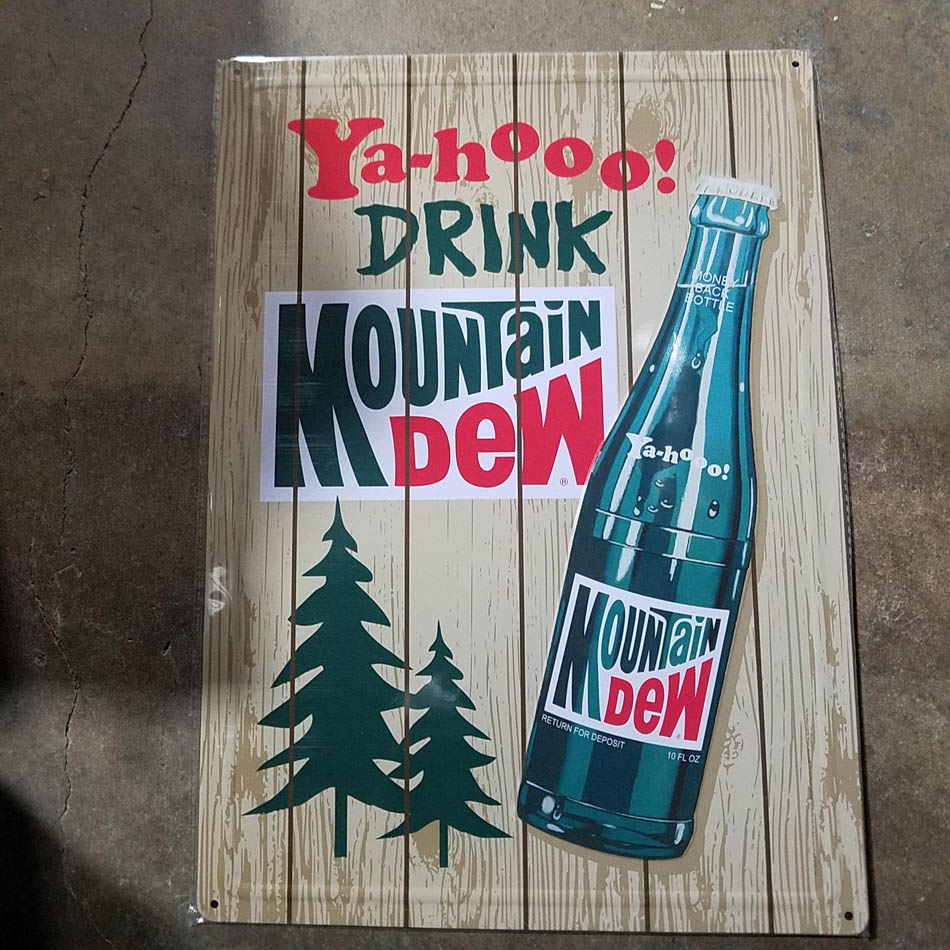 Ya-hooo!
DRINK
MOUNTaiN
DeW
®
MONEY
BACK
BOTTLE
Ya-hooo!
MOUNTaiN
DeW
®
RETURN FOR DEPOSIT
10 FL OZ